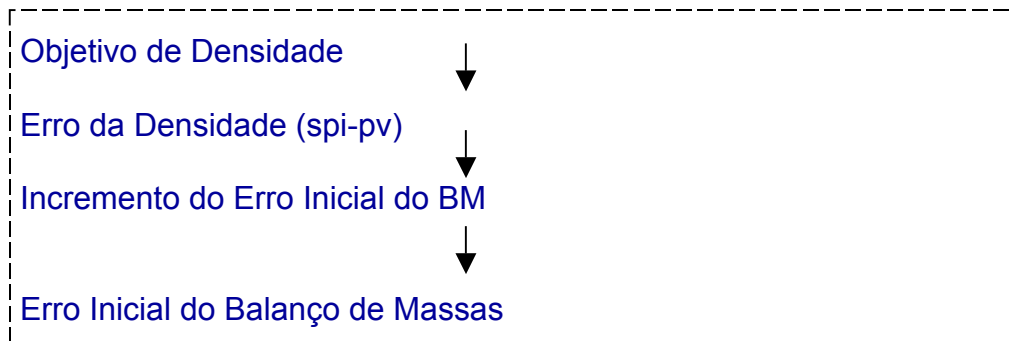 Objetivo de Densidade
Erro da Densidade (spi-pv)
Incremento do Erro Inicial do BM
Erro Inicial do Balanço de Massas